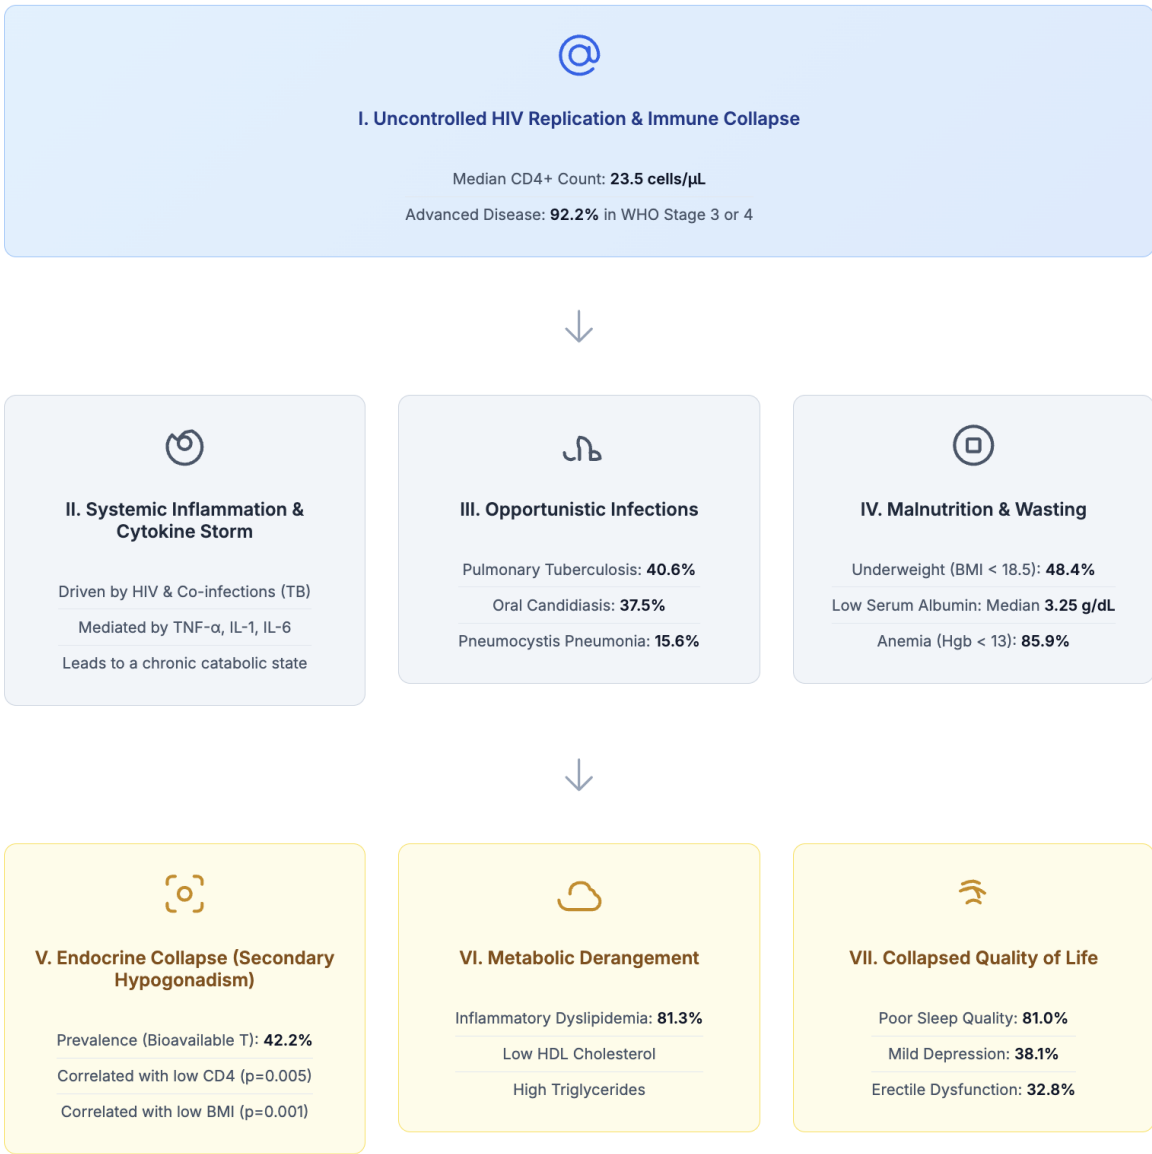 I. Uncontrolled HIV Replication & Immune Collapse
Median CD4+ Count: 23.5 cells/μL
Advanced Disease: 92.2% in WHO Stage 3 or 4
II. Systemic Inflammation &
Cytokine Storm
Driven by HIV & Co-infections (TB)
Mediated by TNF-α, IL-1, IL-6
Leads to a chronic catabolic state
III. Opportunistic Infections
Pulmonary Tuberculosis: 40.6%
Oral Candidiasis: 37.5%
Pneumocystis Pneumonia: 15.6%
IV. Malnutrition & Wasting
Underweight (BMI < 18.5): 48.4%
Low Serum Albumin: Median 3.25 g/dL
Anemia (Hgb < 13): 85.9%
V. Endocrine Collapse (Secondary
Hypogonadism)
Prevalence (Bioavailable T): 42.2%
Correlated with low CD4 (p=0.005)
Correlated with low BMI (p=0.001)
VI. Metabolic Derangement
Inflammatory Dyslipidemia: 81.3%
Low HDL Cholesterol
High Triglycerides
VII. Collapsed Quality of Life
Poor Sleep Quality: 81.0%
Mild Depression: 38.1%
Erectile Dysfunction: 32.8%